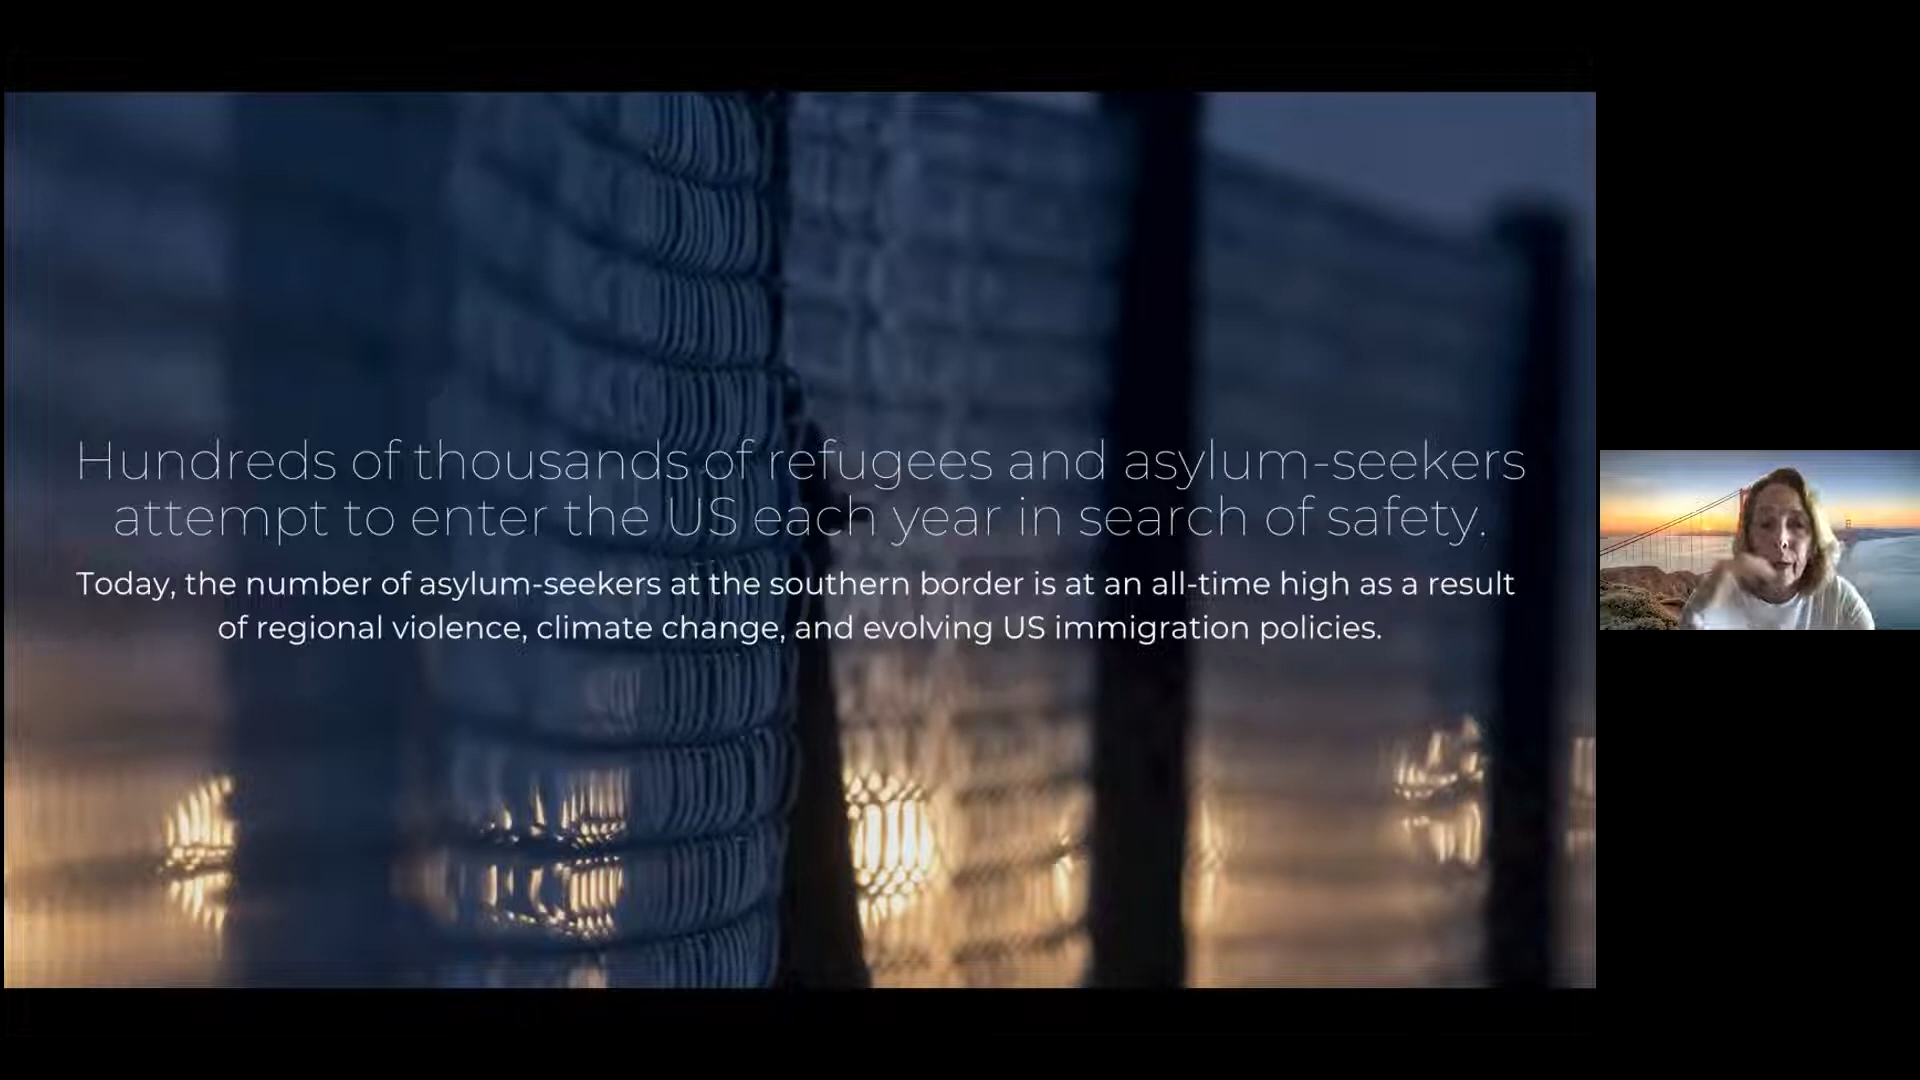 Hundreds of thousands of refugees and asylum-seekers
attempt to enter the US each year in search of safety.
Today, the number of asylum-seekers at the southern border is at an all-time high as a result
of regional violence, climate change, and evolving US immigration policies.